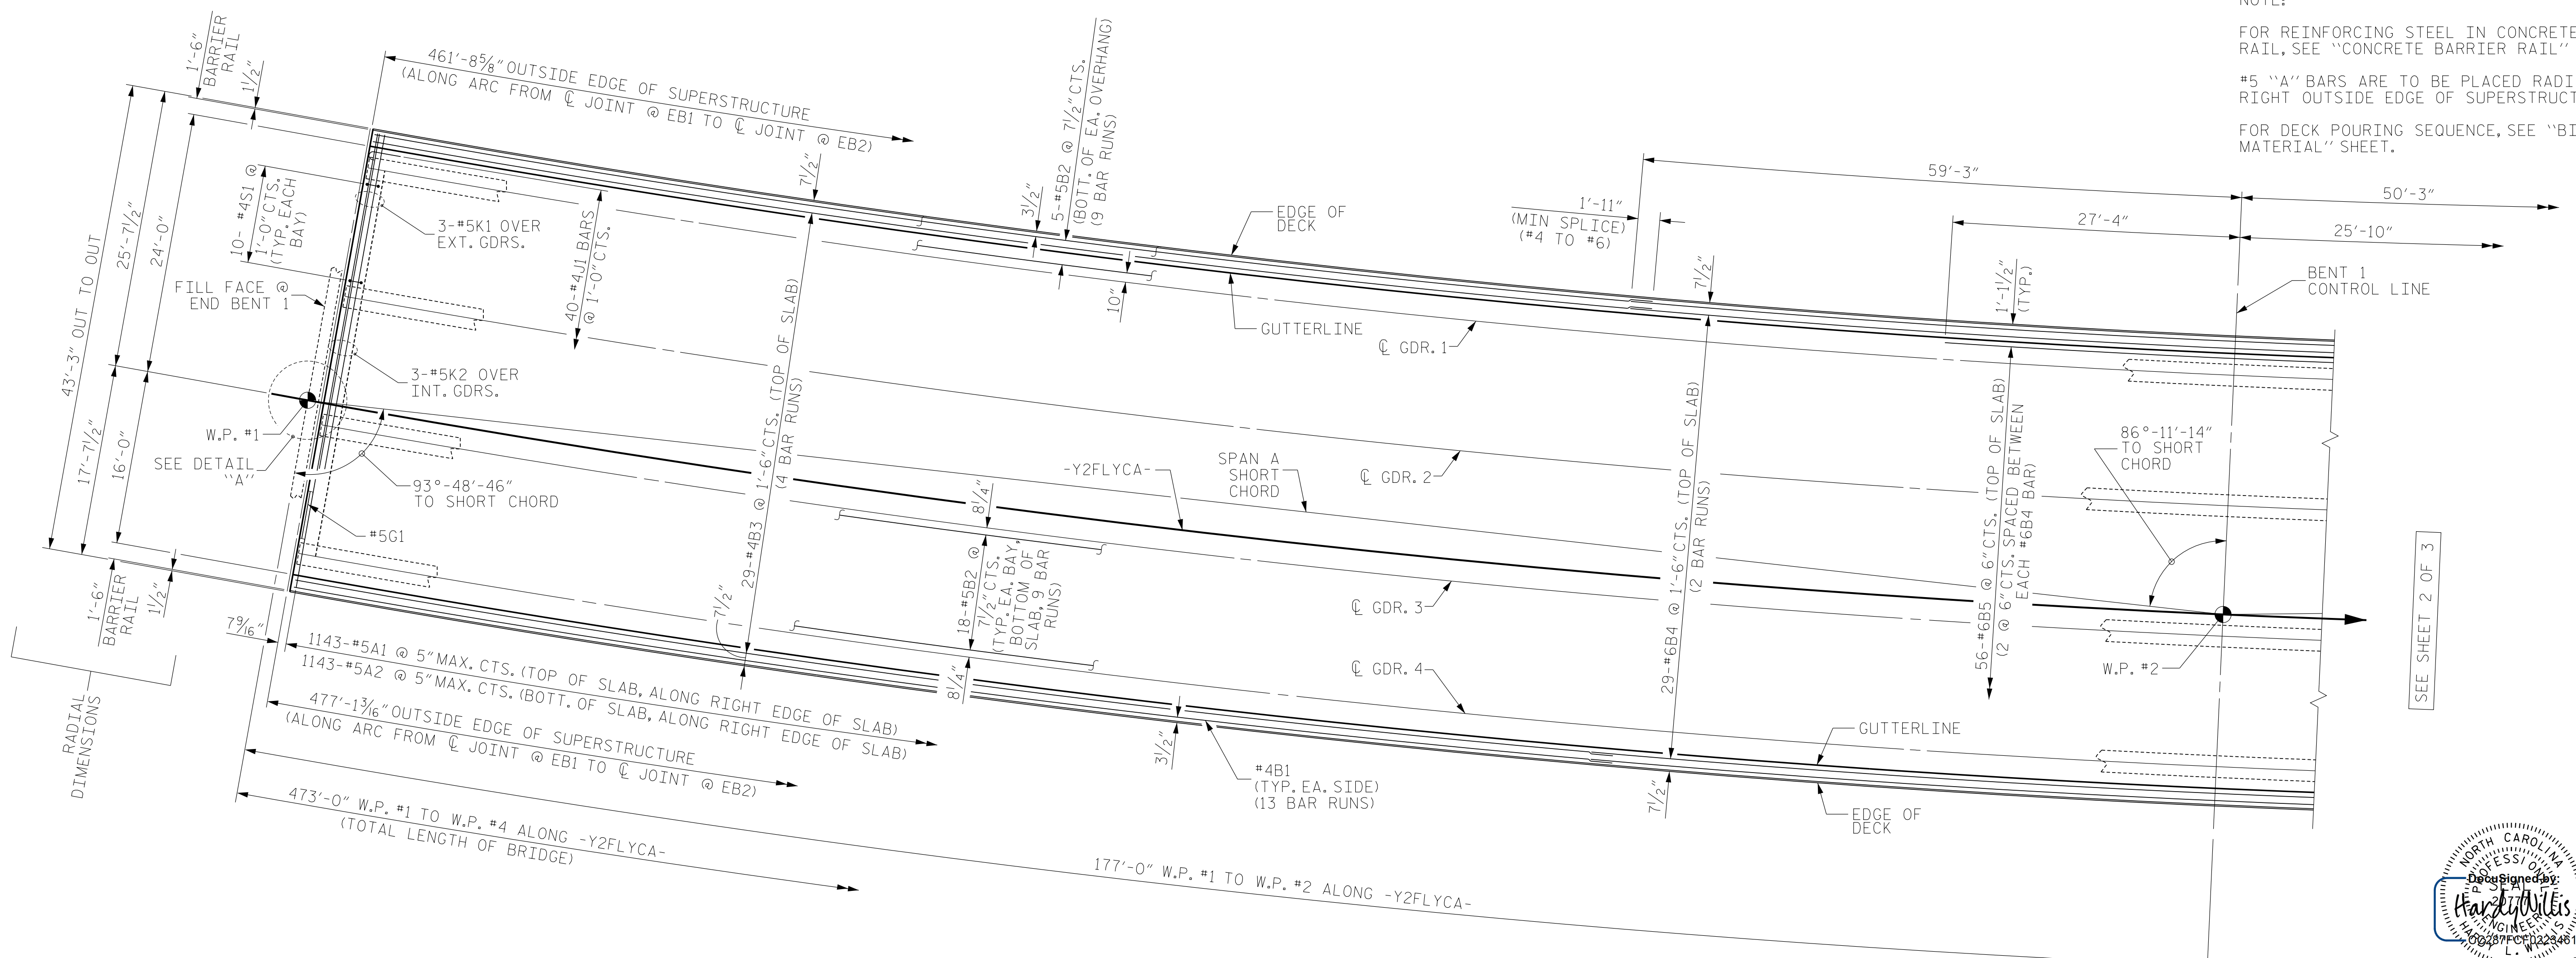 NOTE:
FOR REINFORCING STEEL IN CONCRETE
RAIL, SEE ‘‘CONCRETE BARRIER RAIL’’
#5 ‘‘A’’ BARS ARE TO BE PLACED RADI
RIGHT OUTSIDE EDGE OF SUPERSTRUCT
FOR DECK POURING SEQUENCE, SEE ‘‘BI
MATERIAL’’ SHEET.
1′-6″
BARRIER
RAIL
1½″
461′-8⅝″ OUTSIDE EDGE OF SUPERSTRUCTURE
(ALONG ARC FROM ℄ JOINT @ EB1 TO ℄ JOINT @ EB2)
43′-3″ OUT TO OUT
25′-7½″
24′-0″
17′-7½″
16′-0″
10- #4S1 @
1′-0″ CTS.
(TYP. EACH
BAY)
3-#5K1 OVER
EXT. GDRS.
FILL FACE @
END BENT 1
3-#5K2 OVER
INT. GDRS.
W.P. #1
SEE DETAIL
‘‘A’’
93°-48′-46″
TO SHORT CHORD
#5G1
40-#4J1 BARS
@ 1′-0″ CTS.
7½″
29-#4B3 @ 1′-6″ CTS. (TOP OF SLAB)
(4 BAR RUNS)
7½″
3½″
5-#5B2 @ 7½″ CTS.
(BOTT. OF EA. OVERHANG)
(9 BAR RUNS)
10″
EDGE OF
DECK
GUTTERLINE
℄ GDR. 1
1′-11″
(MIN SPLICE)
(#4 TO #6)
59′-3″
50′-3″
27′-4″
25′-10″
7½″
1′-1½″
(TYP.)
BENT 1
CONTROL LINE
-Y2FLYCA-
SPAN A
SHORT
CHORD
℄ GDR. 2
8¼″
18-#5B2 @
7½″ CTS.
(TYP. EA. BAY,
BOTTOM OF
SLAB, 9 BAR
RUNS)
8¼″
℄ GDR. 3
℄ GDR. 4
29-#6B4 @ 1′-6″ CTS. (TOP OF SLAB)
(2 BAR RUNS)
7½″
56-#6B5 @ 6″ CTS. (TOP OF SLAB)
(2 @ 6″ CTS. SPACED BETWEEN
EACH #6B4 BAR)
86°-11′-14″
TO SHORT
CHORD
W.P. #2
SEE SHEET 2 OF 3
GUTTERLINE
EDGE OF
DECK
3½″
#4B1
(TYP. EA. SIDE)
(13 BAR RUNS)
1′-6″
BARRIER
RAIL
1½″
7⁹⁄₁₆″
RADIAL
DIMENSIONS
1143-#5A1 @ 5″ MAX. CTS. (TOP OF SLAB, ALONG RIGHT EDGE OF SLAB)
1143-#5A2 @ 5″ MAX. CTS. (BOTT. OF SLAB, ALONG RIGHT EDGE OF SLAB)
477′-1³⁄₁₆″ OUTSIDE EDGE OF SUPERSTRUCTURE
(ALONG ARC FROM ℄ JOINT @ EB1 TO ℄ JOINT @ EB2)
473′-0″ W.P. #1 TO W.P. #4 ALONG -Y2FLYCA-
(TOTAL LENGTH OF BRIDGE)
177′-0″ W.P. #1 TO W.P. #2 ALONG -Y2FLYCA-
NORTH CAROLINA
PROFESSIONAL
SEAL
ENGINEER
HARDY L. WILLIS
DocuSigned by:
Hardy Willis